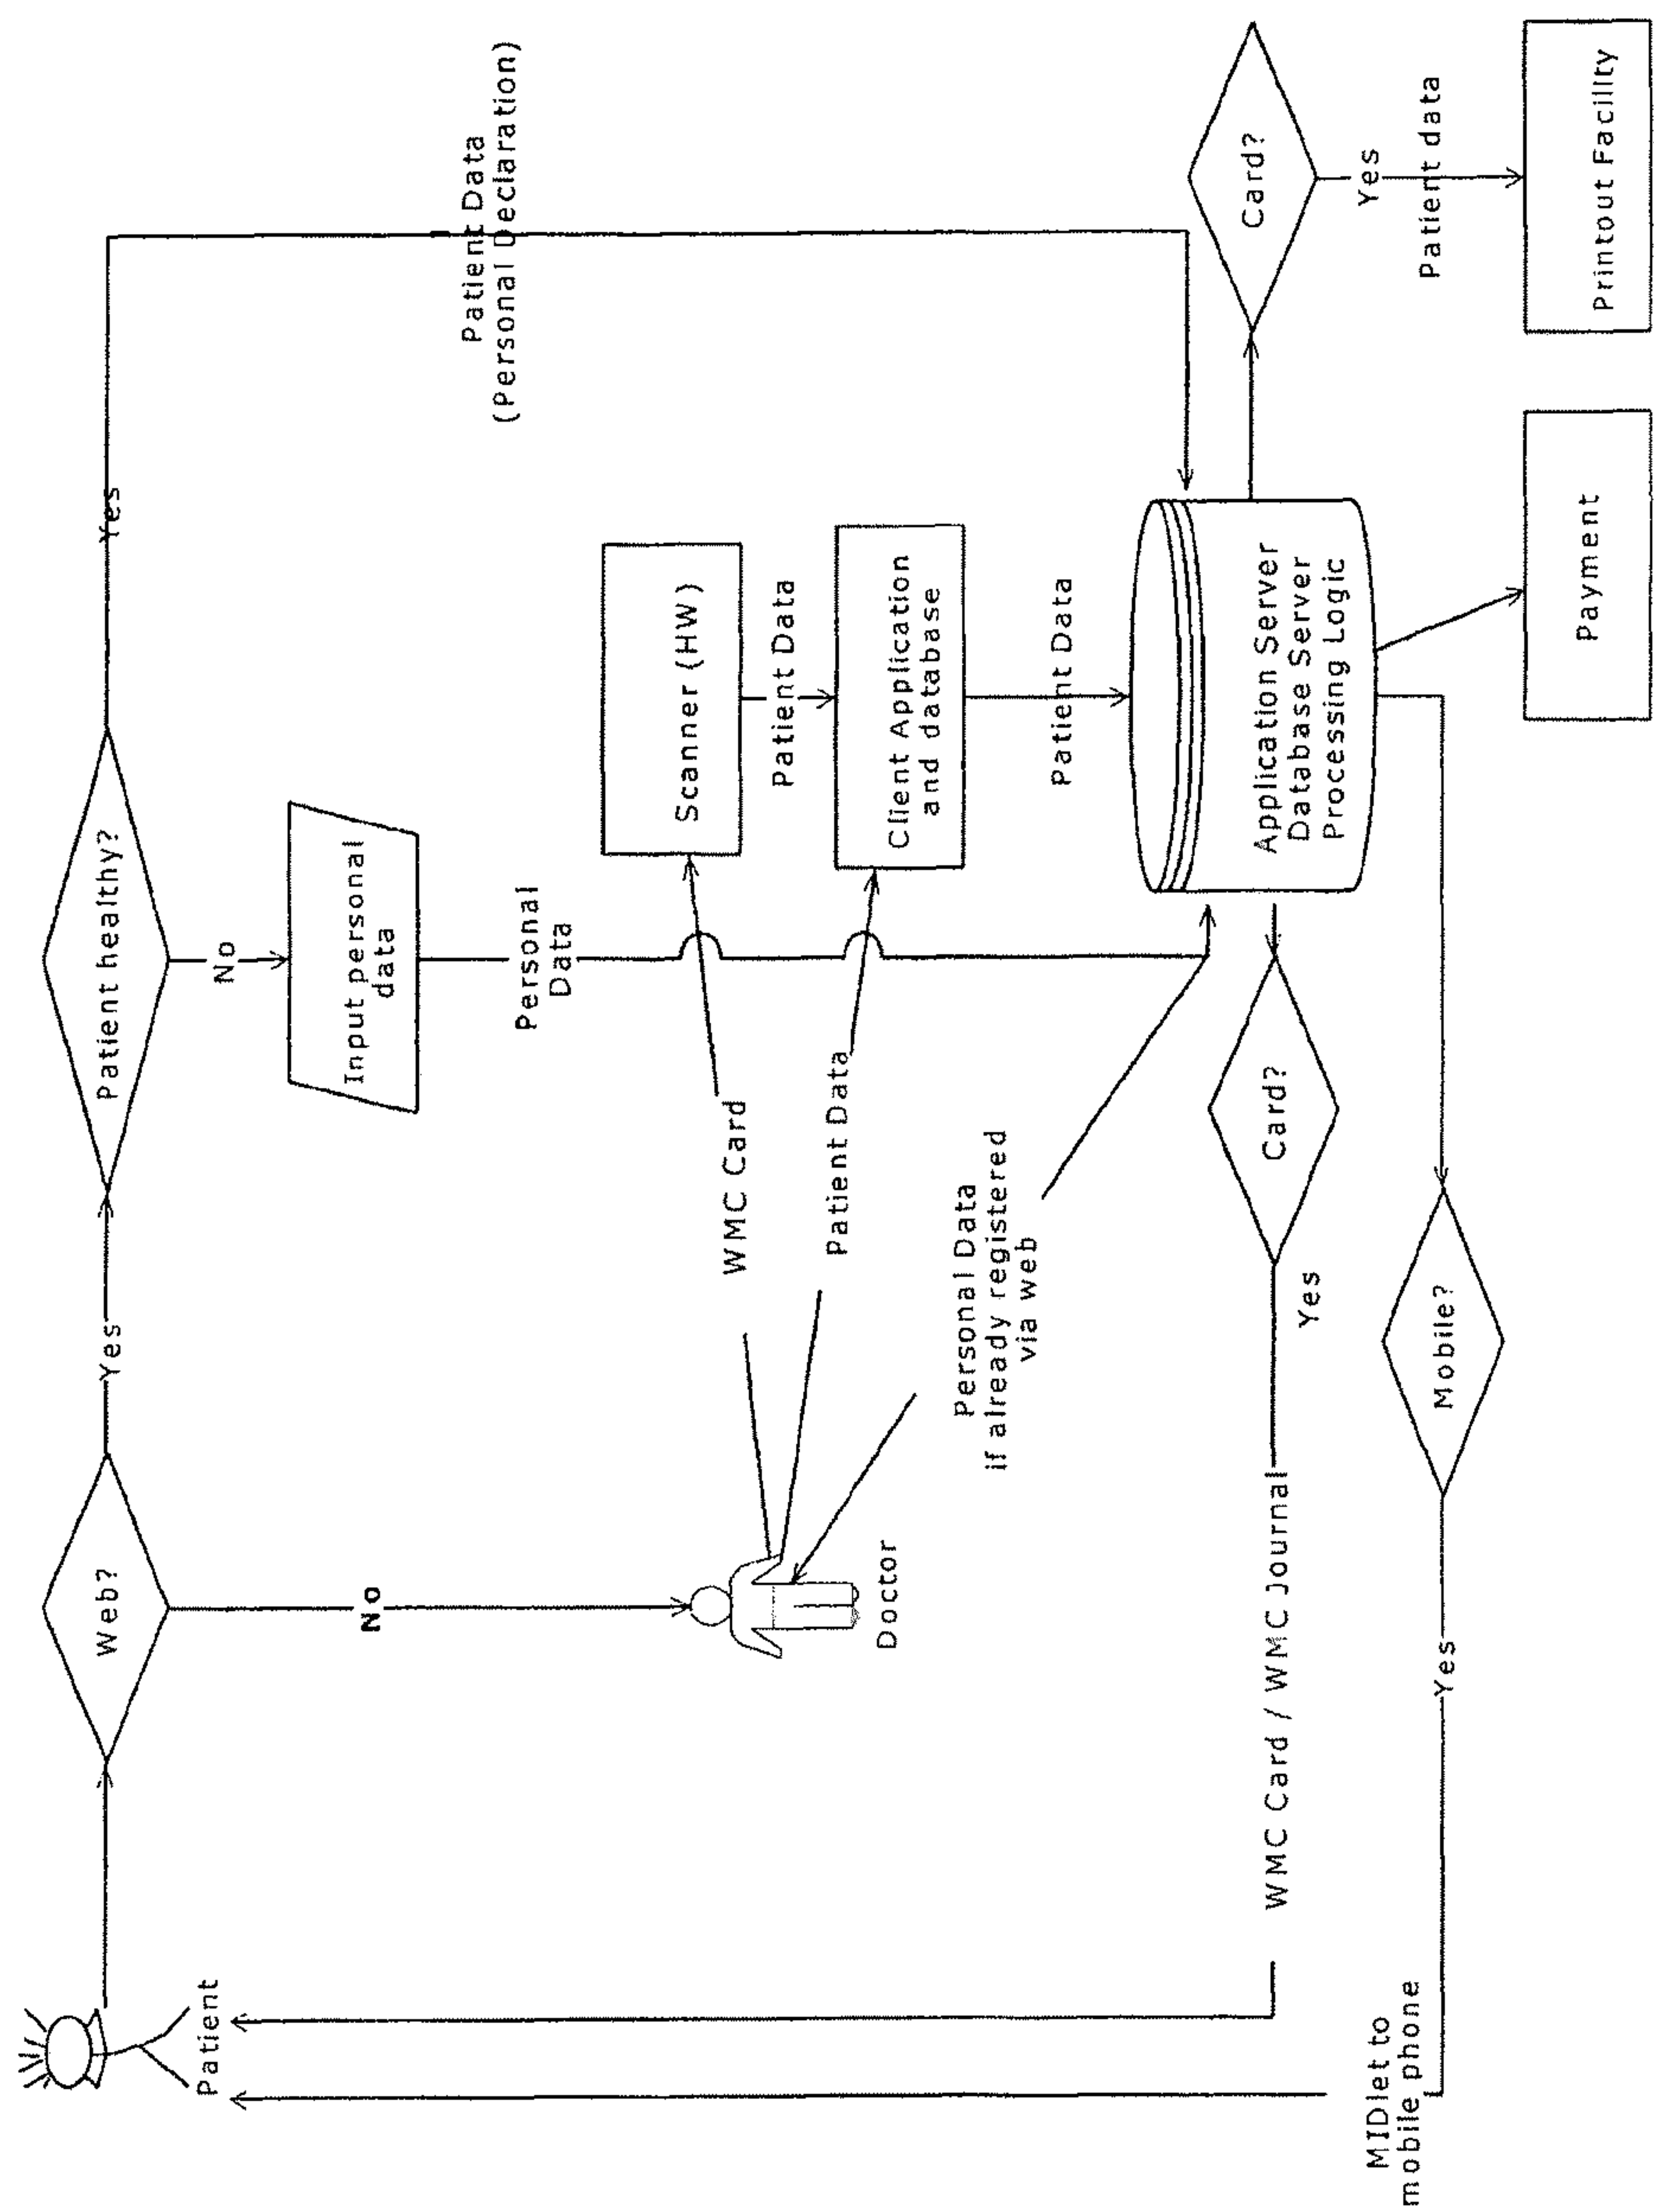 Patient
Web?
Yes
Patient healthy?
Yes
No
Input personal
data
No
Personal
Data
Patient Data
(Personal Declaration)
Doctor
WMC Card
Patient Data
Scanner (HW)
Patient Data
Client Application
and database
Patient Data
Personal Data
if already registered
via web
Application Server
Database Server
Processing Logic
Card?
Yes
WMC Card / WMC Journal
Card?
Yes
Patient data
Printout Facility
Payment
Mobile?
Yes
MIDlet to
mobile phone